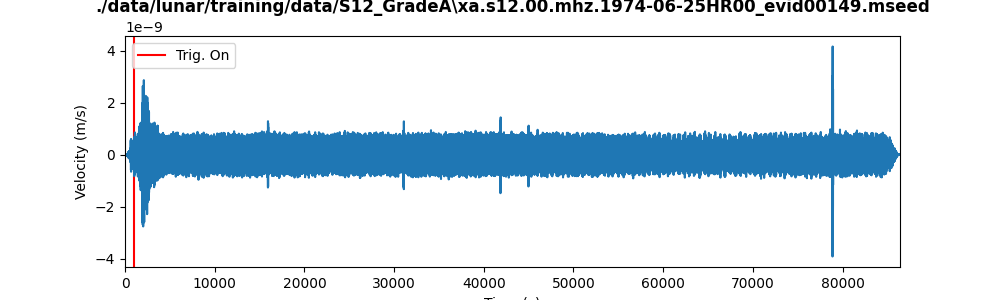 ./data/lunar/training/data/S12_GradeA\xa.s12.00.mhz.1974-06-25HR00_evid00149.mseed
1e−9
Trig. On
4
2
0
−2
−4
Velocity (m/s)
0 10000 20000 30000 40000 50000 60000 70000 80000
Time (s)